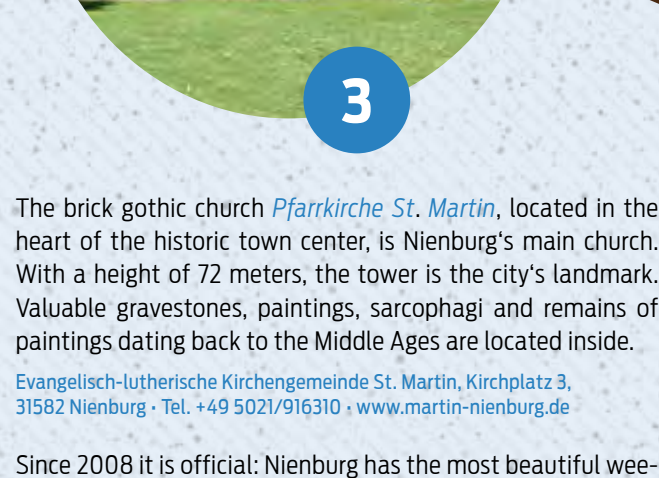 3
The brick gothic church Pfarrkirche St. Martin, located in the
heart of the historic town center, is Nienburg‘s main church.
With a height of 72 meters, the tower is the city‘s landmark.
Valuable gravestones, paintings, sarcophagi and remains of
paintings dating back to the Middle Ages are located inside.
Evangelisch-lutherische Kirchengemeinde St. Martin, Kirchplatz 3,
31582 Nienburg · Tel. +49 5021/916310 · www.martin-nienburg.de
Since 2008 it is official: Nienburg has the most beautiful wee-